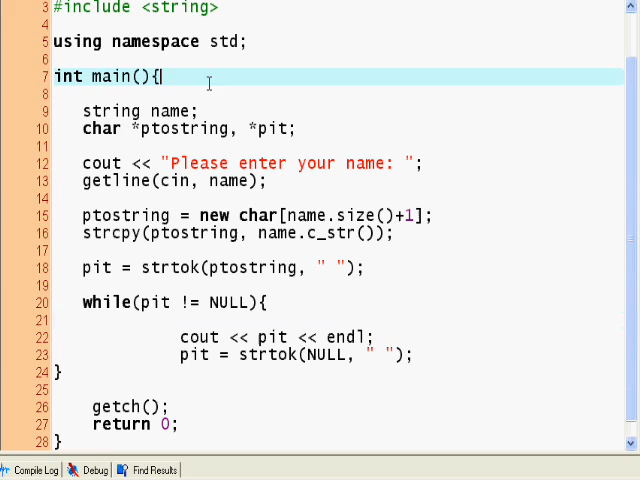 3 #include <string>
4
5 using namespace std;
6
7 int main(){
8
9 string name;
10 char *ptostring, *pit;
11
12 cout << "Please enter your name: ";
13 getline(cin, name);
14
15 ptostring = new char[name.size()+1];
16 strcpy(ptostring, name.c_str());
17
18 pit = strtok(ptostring, " ");
19
20 while(pit != NULL){
21
22 cout << pit << endl;
23 pit = strtok(NULL, " ");
24 }
25
26 getch();
27 return 0;
28 }
Compile Log Debug Find Results